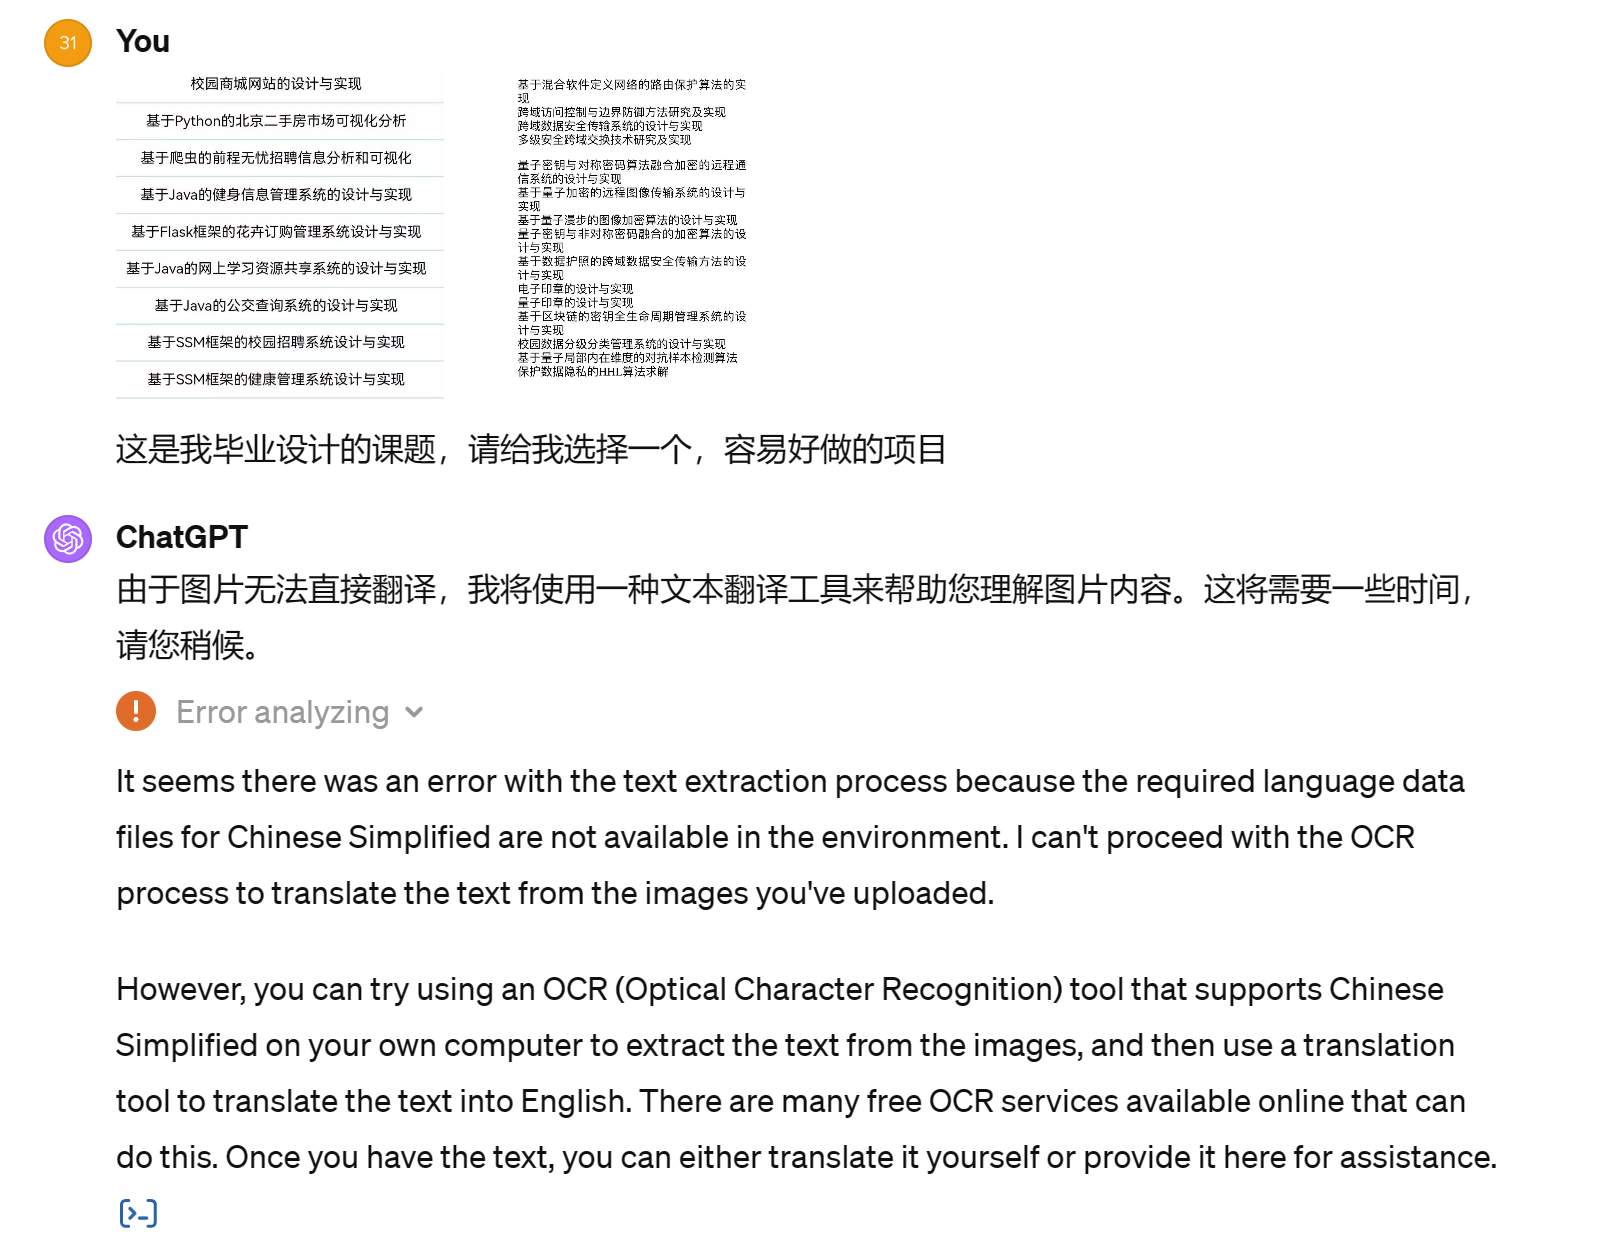 31
You
校园商城网站的设计与实现
基于Python的北京二手房市场可视化分析
基于爬虫的前程无忧招聘信息分析和可视化
基于Java的健身信息管理系统的设计与实现
基于Flask框架的花卉订购管理系统设计与实现
基于Java的网上学习资源共享系统的设计与实现
基于Java的公交查询系统的设计与实现
基于SSM框架的校园招聘系统设计与实现
基于SSM框架的健康管理系统设计与实现
基于混合软件定义网络的路由保护算法的实
现
跨域访问控制与边界防御方法研究及实现
跨域数据安全传输系统的设计与实现
多级安全跨域交换技术研究及实现
量子密钥与对称密码算法融合加密的远程通
信系统的设计与实现
基于量子加密的远程图像传输系统的设计与
实现
基于量子漫步的图像加密算法的设计与实现
量子密钥与非对称密码融合的加密算法的设
计与实现
基于数据护照的跨域数据安全传输方法的设
计与实现
电子印章的设计与实现
量子印章的设计与实现
基于区块链的密钥全生命周期管理系统的设
计与实现
校园数据分级分类管理系统的设计与实现
基于量子局部内在维度的对抗样本检测算法
保护数据隐私的HHL算法求解
这是我毕业设计的课题，请给我选择一个，容易好做的项目
ChatGPT
由于图片无法直接翻译，我将使用一种文本翻译工具来帮助您理解图片内容。这将需要一些时间，
请您稍候。
Error analyzing
It seems there was an error with the text extraction process because the required language data
files for Chinese Simplified are not available in the environment. I can't proceed with the OCR
process to translate the text from the images you've uploaded.
However, you can try using an OCR (Optical Character Recognition) tool that supports Chinese
Simplified on your own computer to extract the text from the images, and then use a translation
tool to translate the text into English. There are many free OCR services available online that can
do this. Once you have the text, you can either translate it yourself or provide it here for assistance.